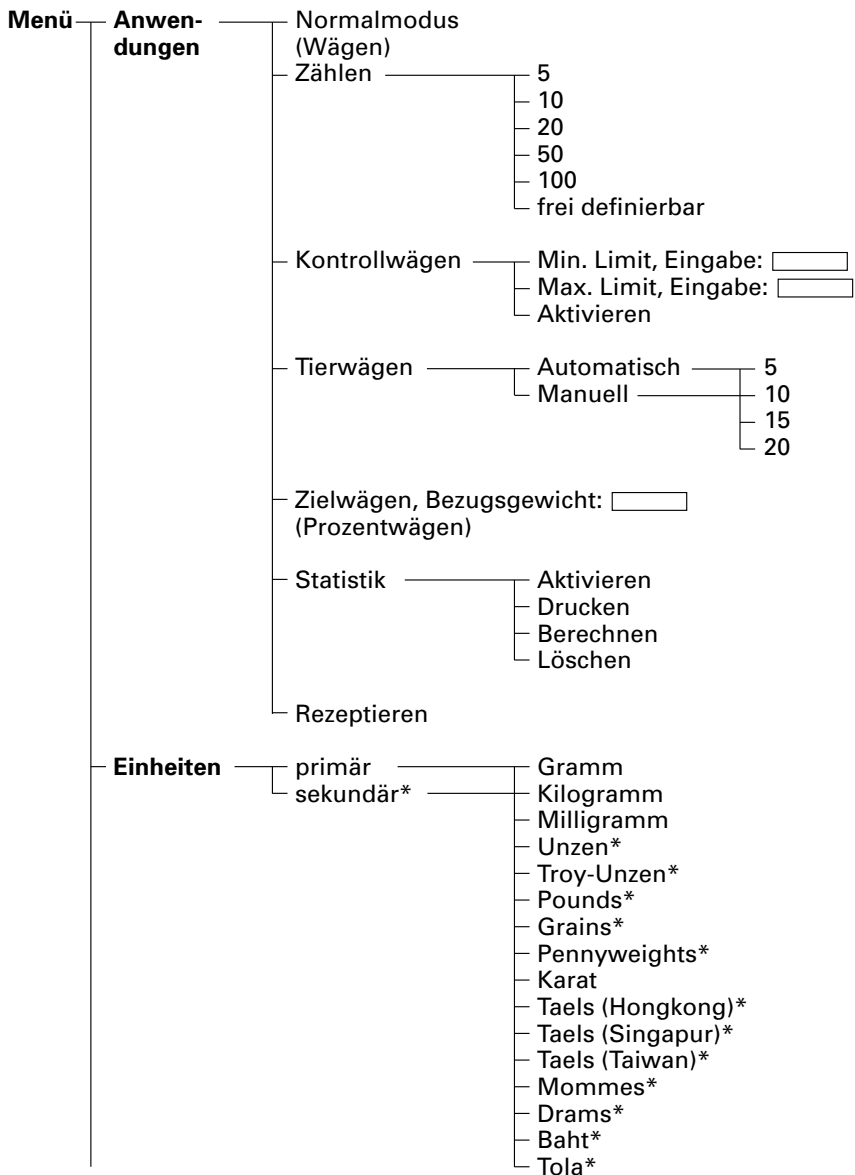 Menü Anwen- Normalmodus
dungen (Wägen)
Zählen 5
10
20
50
100
frei definierbar
Kontrollwägen Min. Limit, Eingabe:
Max. Limit, Eingabe:
Aktivieren
Tierwägen Automatisch 5
Manuell 10
15
20
Zielwägen, Bezugsgewicht:
(Prozentwägen)
Statistik Aktivieren
Drucken
Berechnen
Löschen
Rezeptieren
Einheiten primär Gramm
sekundär* Kilogramm
Milligramm
Unzen*
Troy-Unzen*
Pounds*
Grains*
Pennyweights*
Karat
Taels (Hongkong)*
Taels (Singapur)*
Taels (Taiwan)*
Mommes*
Drams*
Baht*
Tola*